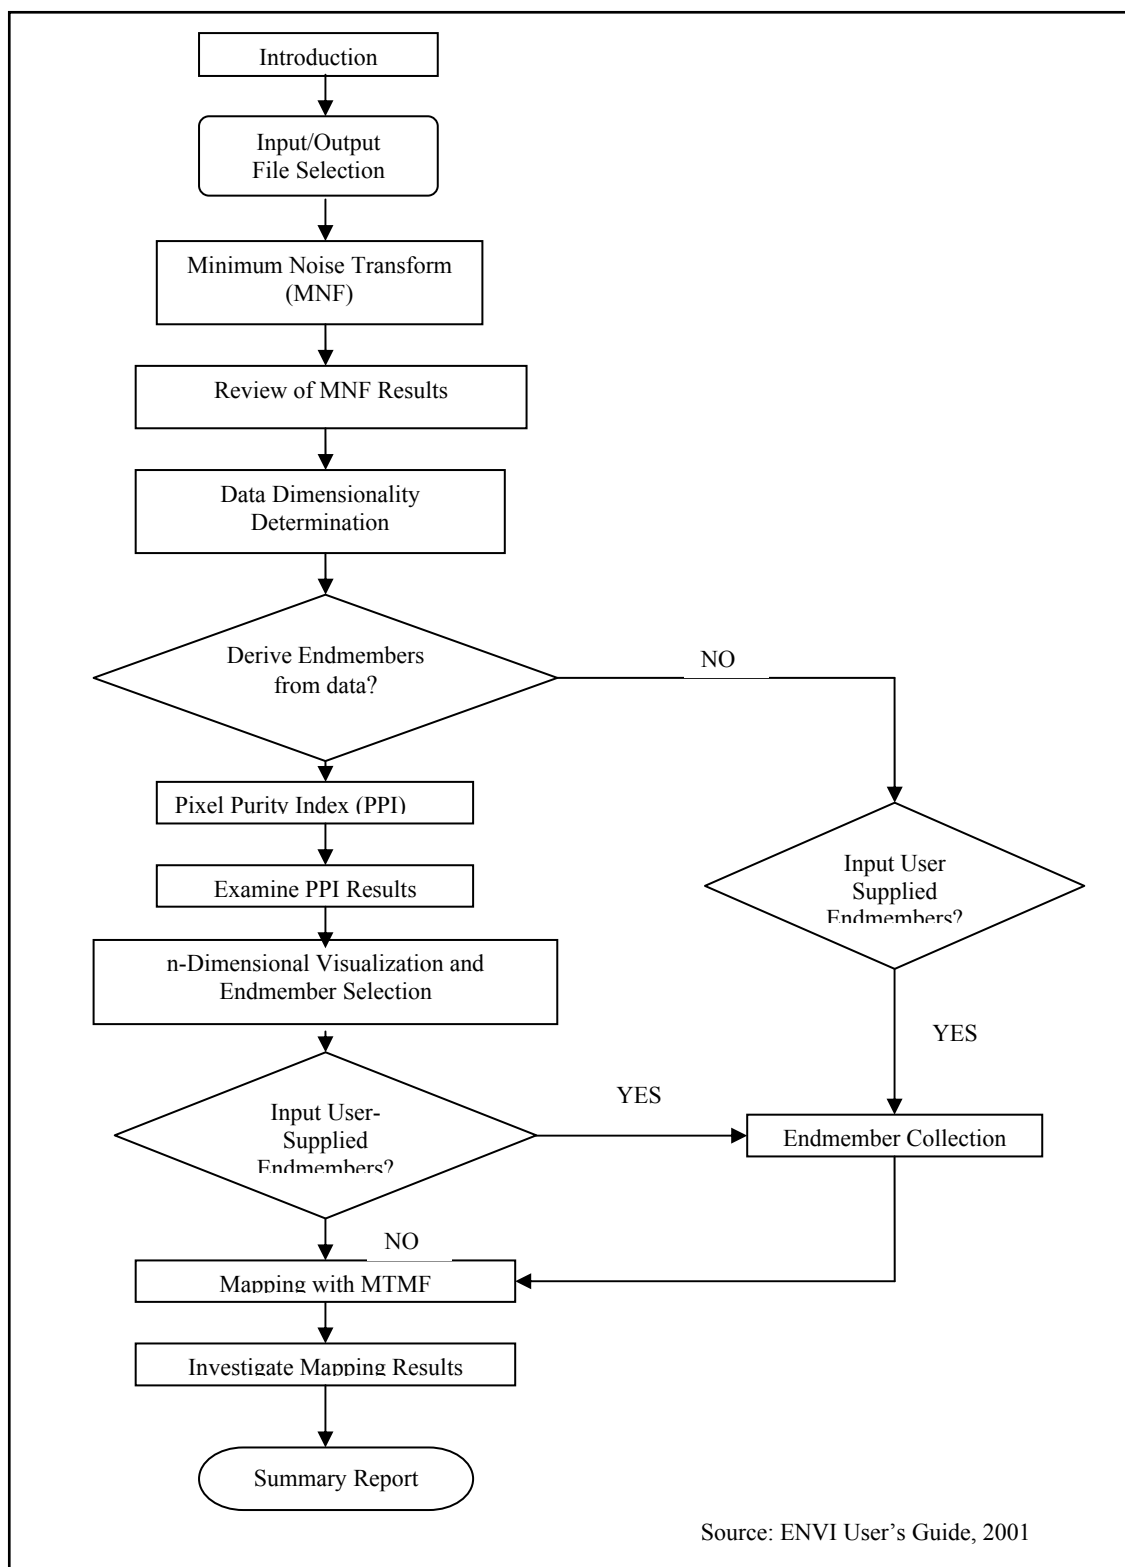 Introduction
Input/Output
File Selection
Minimum Noise Transform
(MNF)
Review of MNF Results
Data Dimensionality
Determination
Derive Endmembers
from data?
NO
Pixel Purity Index (PPI)
Input User
Supplied
Endmembers?
Examine PPI Results
n-Dimensional Visualization and
Endmember Selection
YES
Input User-
Supplied
Endmembers?
YES
Endmember Collection
NO
Mapping with MTMF
Investigate Mapping Results
Summary Report
Source: ENVI User's Guide, 2001